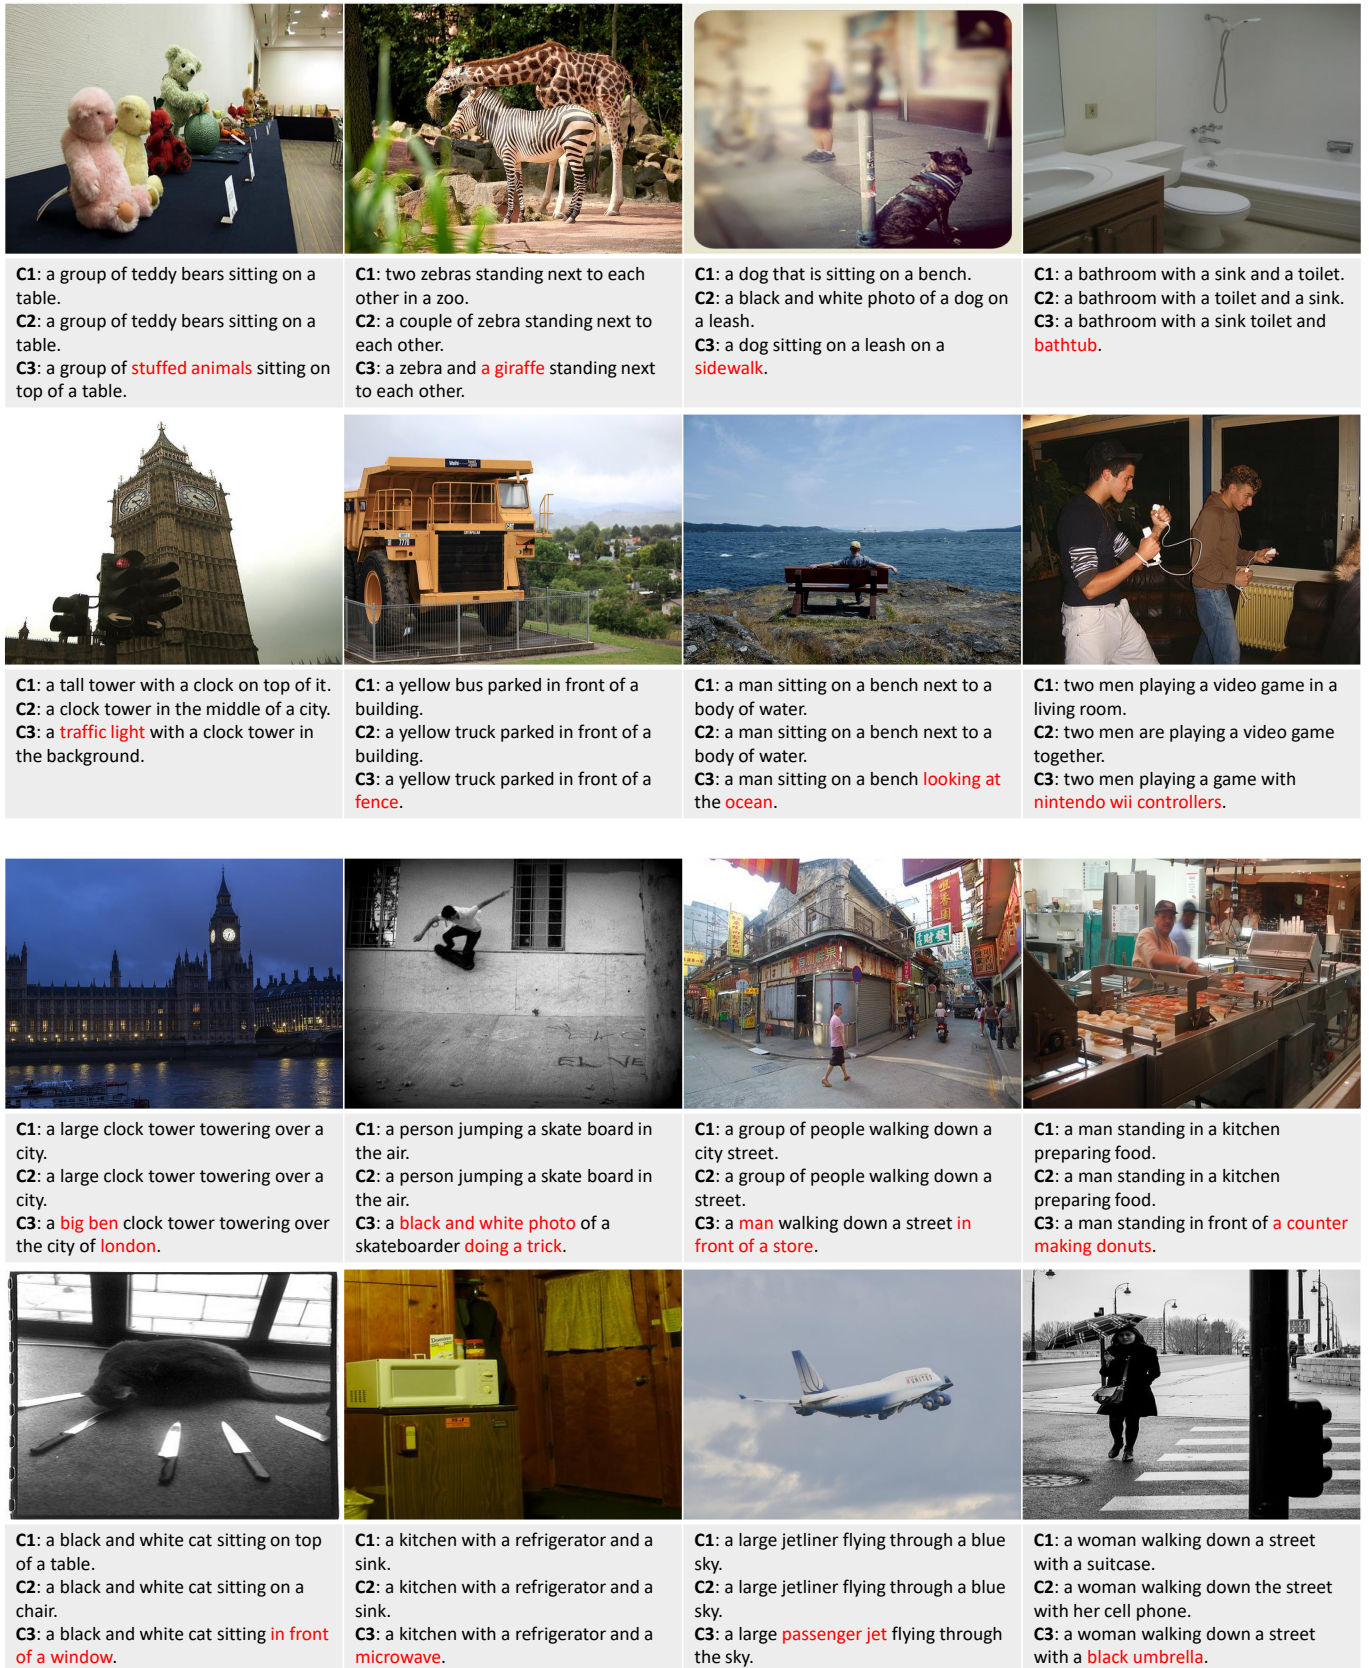 C1: a group of teddy bears sitting on a
table.
C2: a group of teddy bears sitting on a
table.
C3: a group of stuffed animals sitting on
top of a table.
C1: two zebras standing next to each
other in a zoo.
C2: a couple of zebra standing next to
each other.
C3: a zebra and a giraffe standing next
to each other.
C1: a dog that is sitting on a bench.
C2: a black and white photo of a dog on
a leash.
C3: a dog sitting on a leash on a
sidewalk.
C1: a bathroom with a sink and a toilet.
C2: a bathroom with a toilet and a sink.
C3: a bathroom with a sink toilet and
bathtub.
C1: a tall tower with a clock on top of it.
C2: a clock tower in the middle of a city.
C3: a traffic light with a clock tower in
the background.
C1: a yellow bus parked in front of a
building.
C2: a yellow truck parked in front of a
building.
C3: a yellow truck parked in front of a
fence.
C1: a man sitting on a bench next to a
body of water.
C2: a man sitting on a bench next to a
body of water.
C3: a man sitting on a bench looking at
the ocean.
C1: two men playing a video game in a
living room.
C2: two men are playing a video game
together.
C3: two men playing a game with
nintendo wii controllers.
C1: a large clock tower towering over a
city.
C2: a large clock tower towering over a
city.
C3: a big ben clock tower towering over
the city of london.
C1: a person jumping a skate board in
the air.
C2: a person jumping a skate board in
the air.
C3: a black and white photo of a
skateboarder doing a trick.
C1: a group of people walking down a
city street.
C2: a group of people walking down a
street.
C3: a man walking down a street in
front of a store.
C1: a man standing in a kitchen
preparing food.
C2: a man standing in a kitchen
preparing food.
C3: a man standing in front of a counter
making donuts.
UNITED
C1: a black and white cat sitting on top
of a table.
C2: a black and white cat sitting on a
chair.
C3: a black and white cat sitting in front
of a window.
C1: a kitchen with a refrigerator and a
sink.
C2: a kitchen with a refrigerator and a
sink.
C3: a kitchen with a refrigerator and a
microwave.
C1: a large jetliner flying through a blue
sky.
C2: a large jetliner flying through a blue
sky.
C3: a large passenger jet flying through
the sky.
C1: a woman walking down a street
with a suitcase.
C2: a woman walking down the street
with her cell phone.
C3: a woman walking down a street
with a black umbrella.